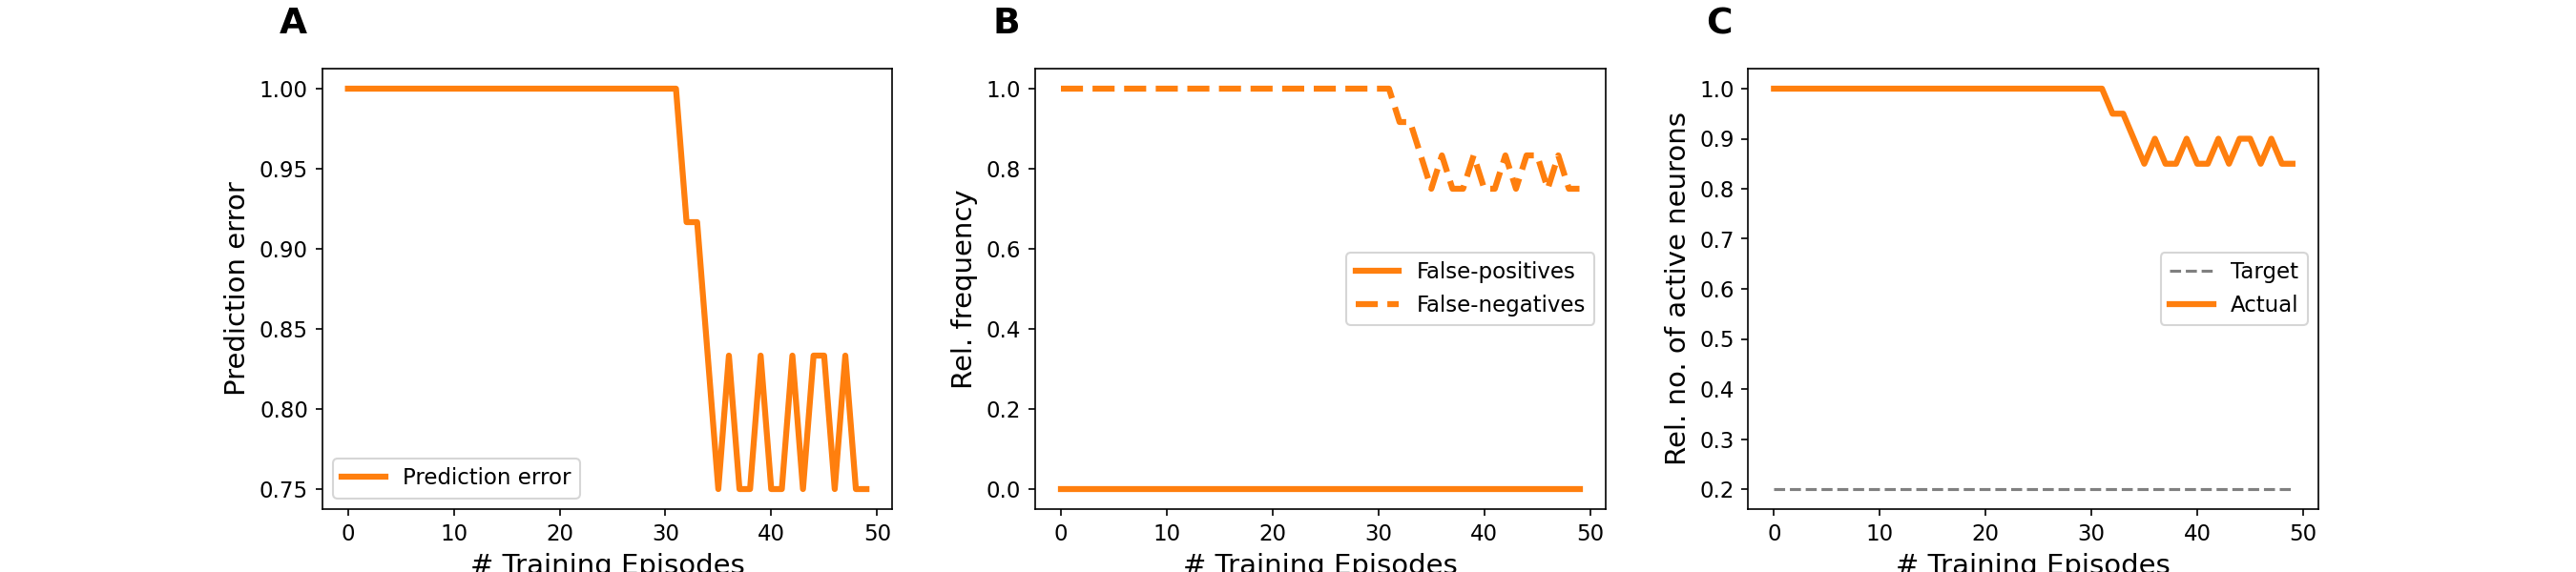 A
1.00
0.95
0.90
0.85
0.80
0.75
Prediction error
Prediction error
0 10 20 30 40 50
# Training Episodes
B
1.0
0.8
0.6
0.4
0.2
0.0
Rel. frequency
False-positives
False-negatives
0 10 20 30 40 50
# Training Episodes
C
1.0
0.9
0.8
0.7
0.6
0.5
0.4
0.3
0.2
Rel. no. of active neurons
Target
Actual
0 10 20 30 40 50
# Training Episodes